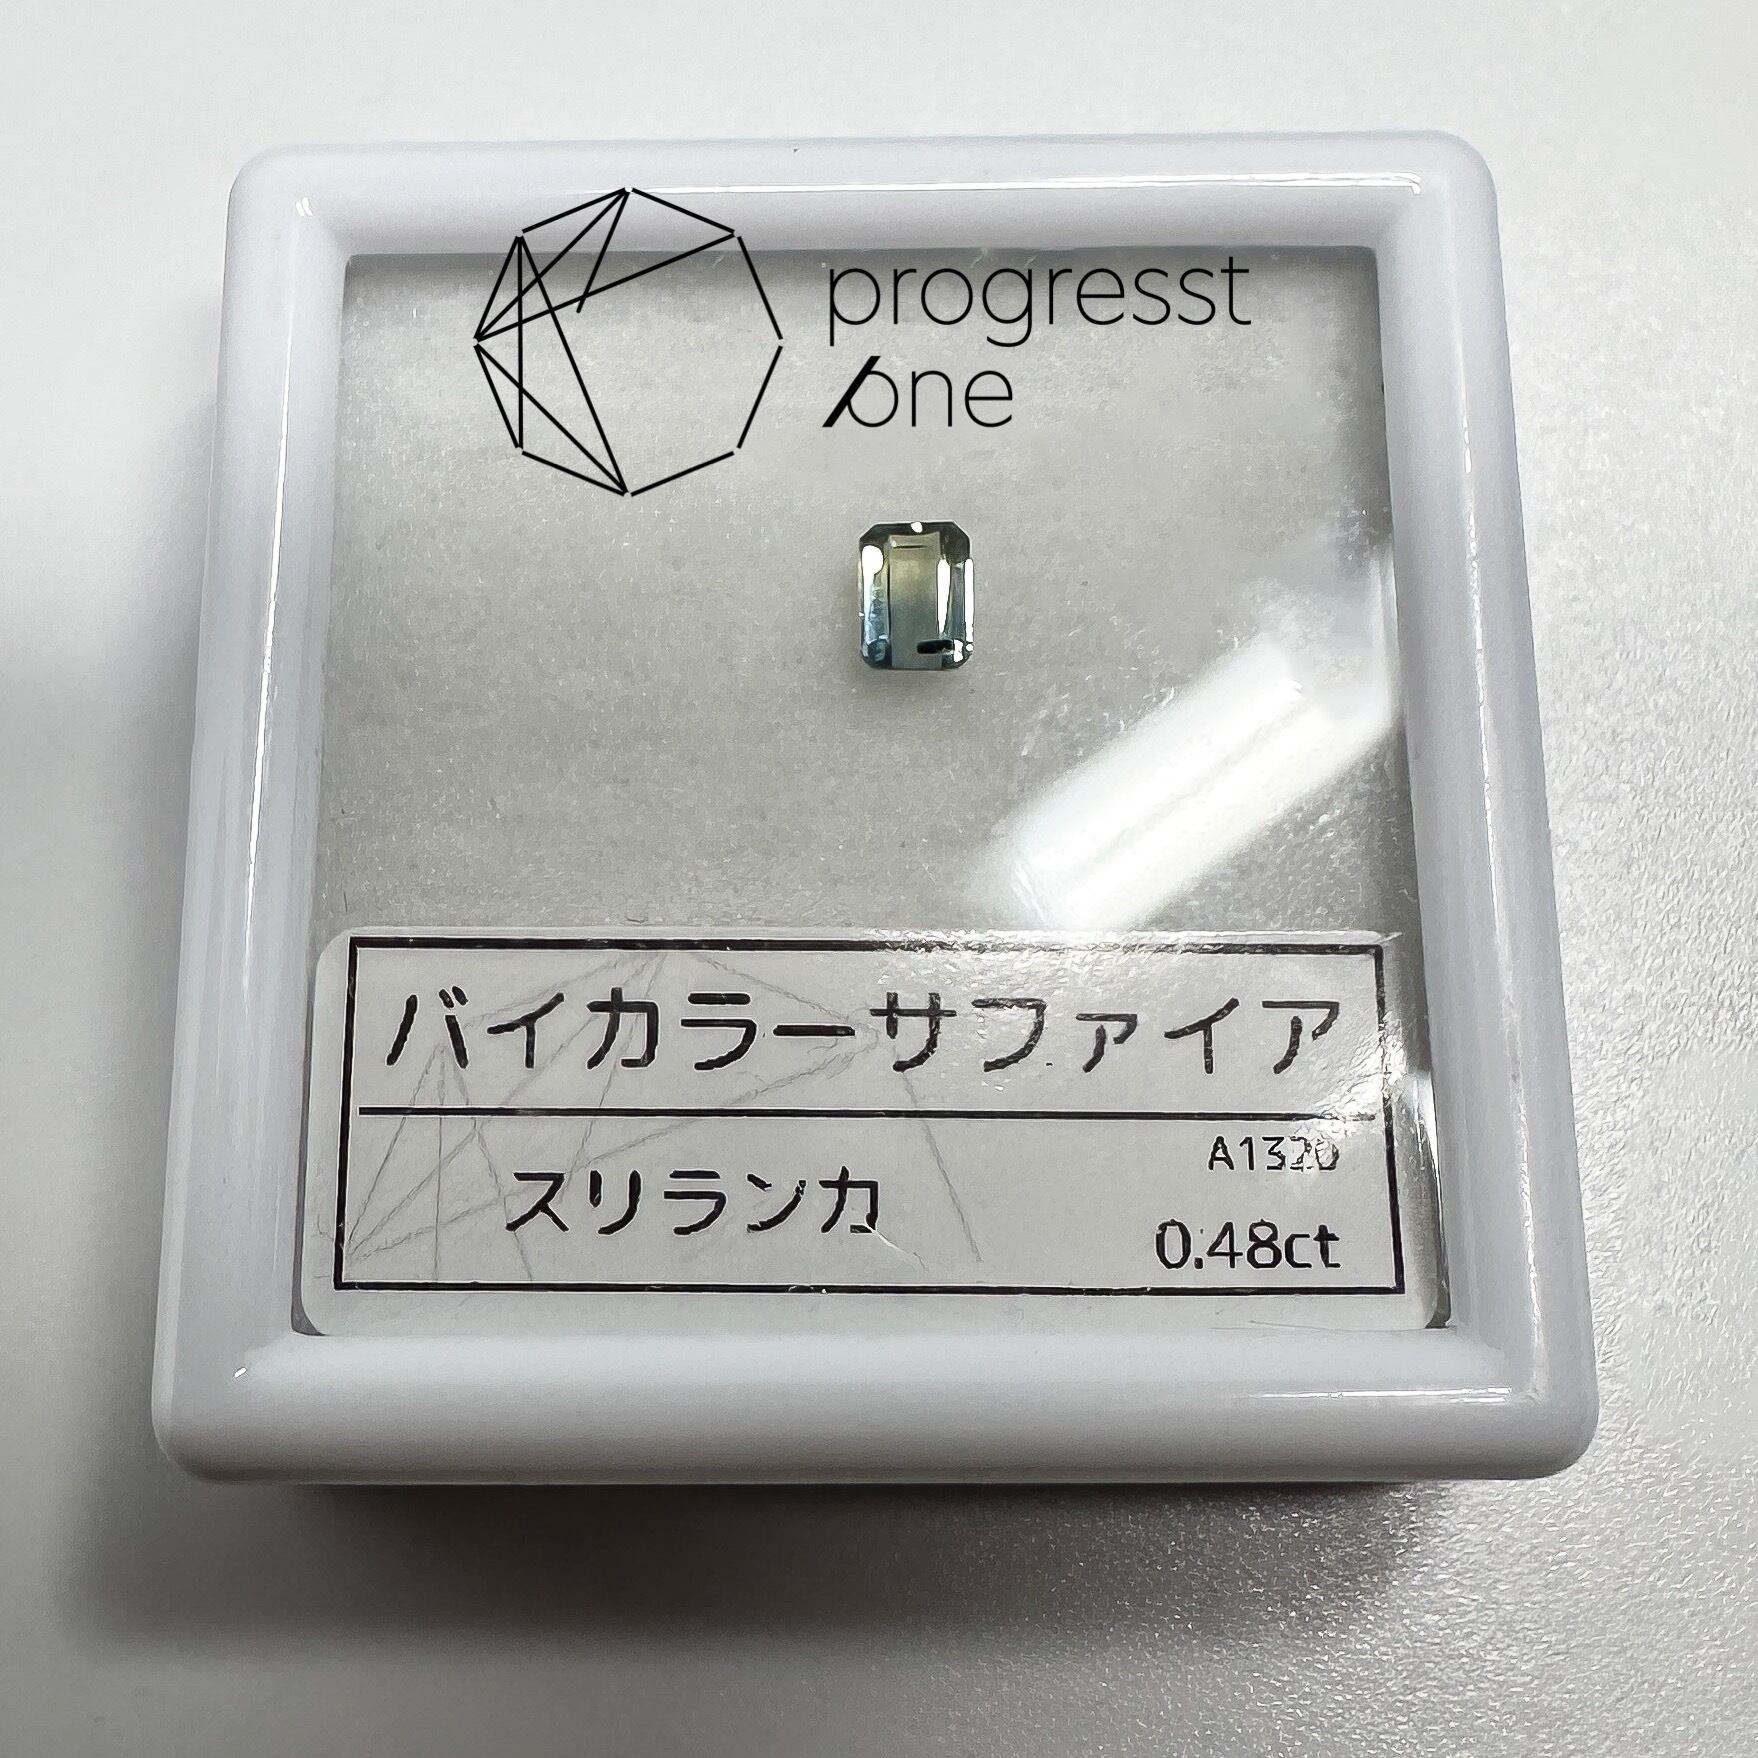 progresst
one
バイカラーサファイア
スリランカ
A1320
0.48ct